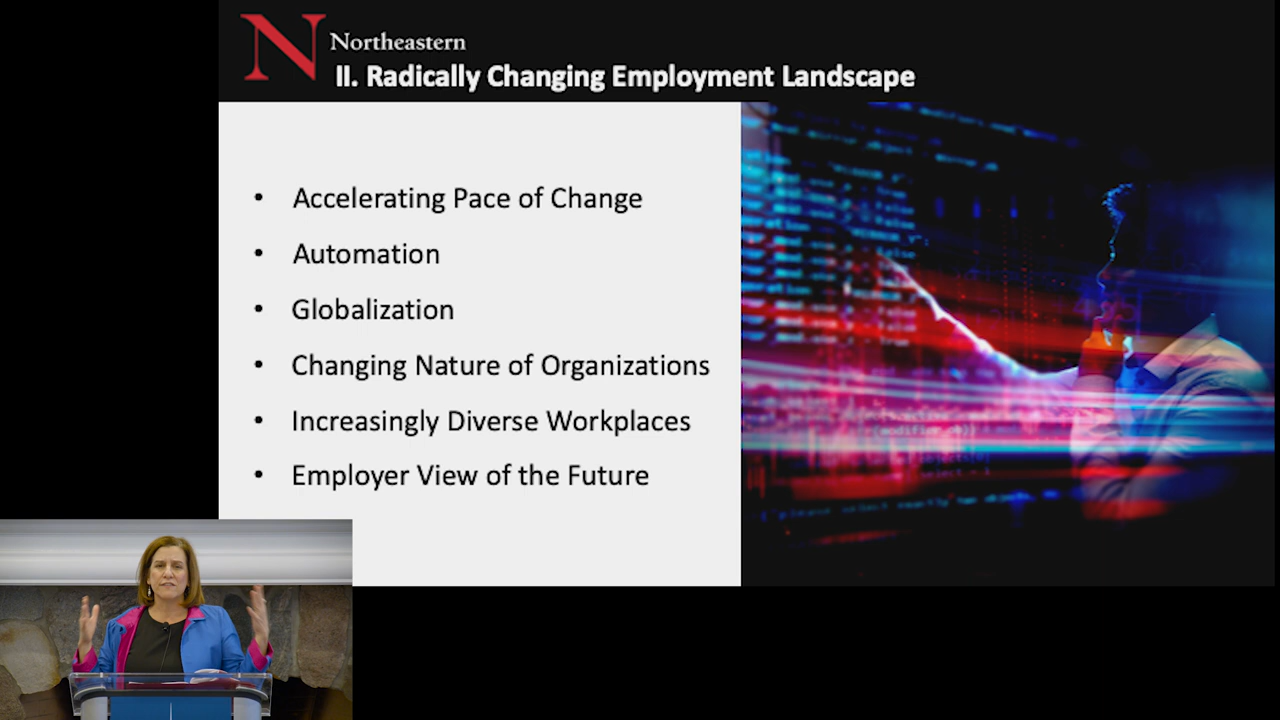 N
Northeastern
II. Radically Changing Employment Landscape
• Accelerating Pace of Change
• Automation
• Globalization
• Changing Nature of Organizations
• Increasingly Diverse Workplaces
• Employer View of the Future